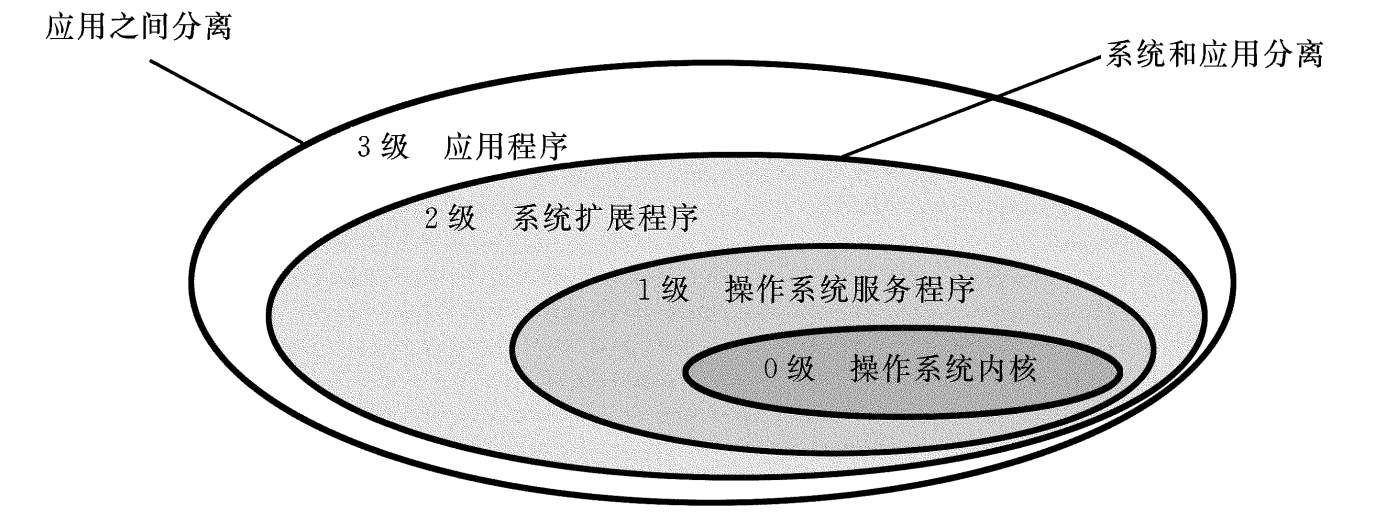 应用之间分离
系统和应用分离
3级 应用程序
2级 系统扩展程序
1级 操作系统服务程序
0级 操作系统内核